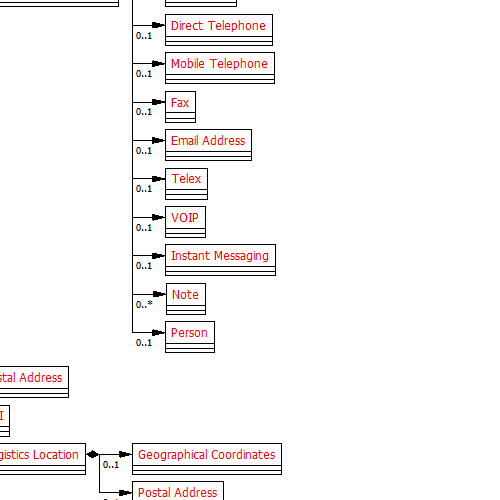 Direct Telephone
0..1
Mobile Telephone
0..1
Fax
0..1
Email Address
0..1
Telex
0..1
VOIP
0..1
Instant Messaging
0..1
Note
0..*
Person
0..1
Address
Location
Geographical Coordinates
0..1
Postal Address